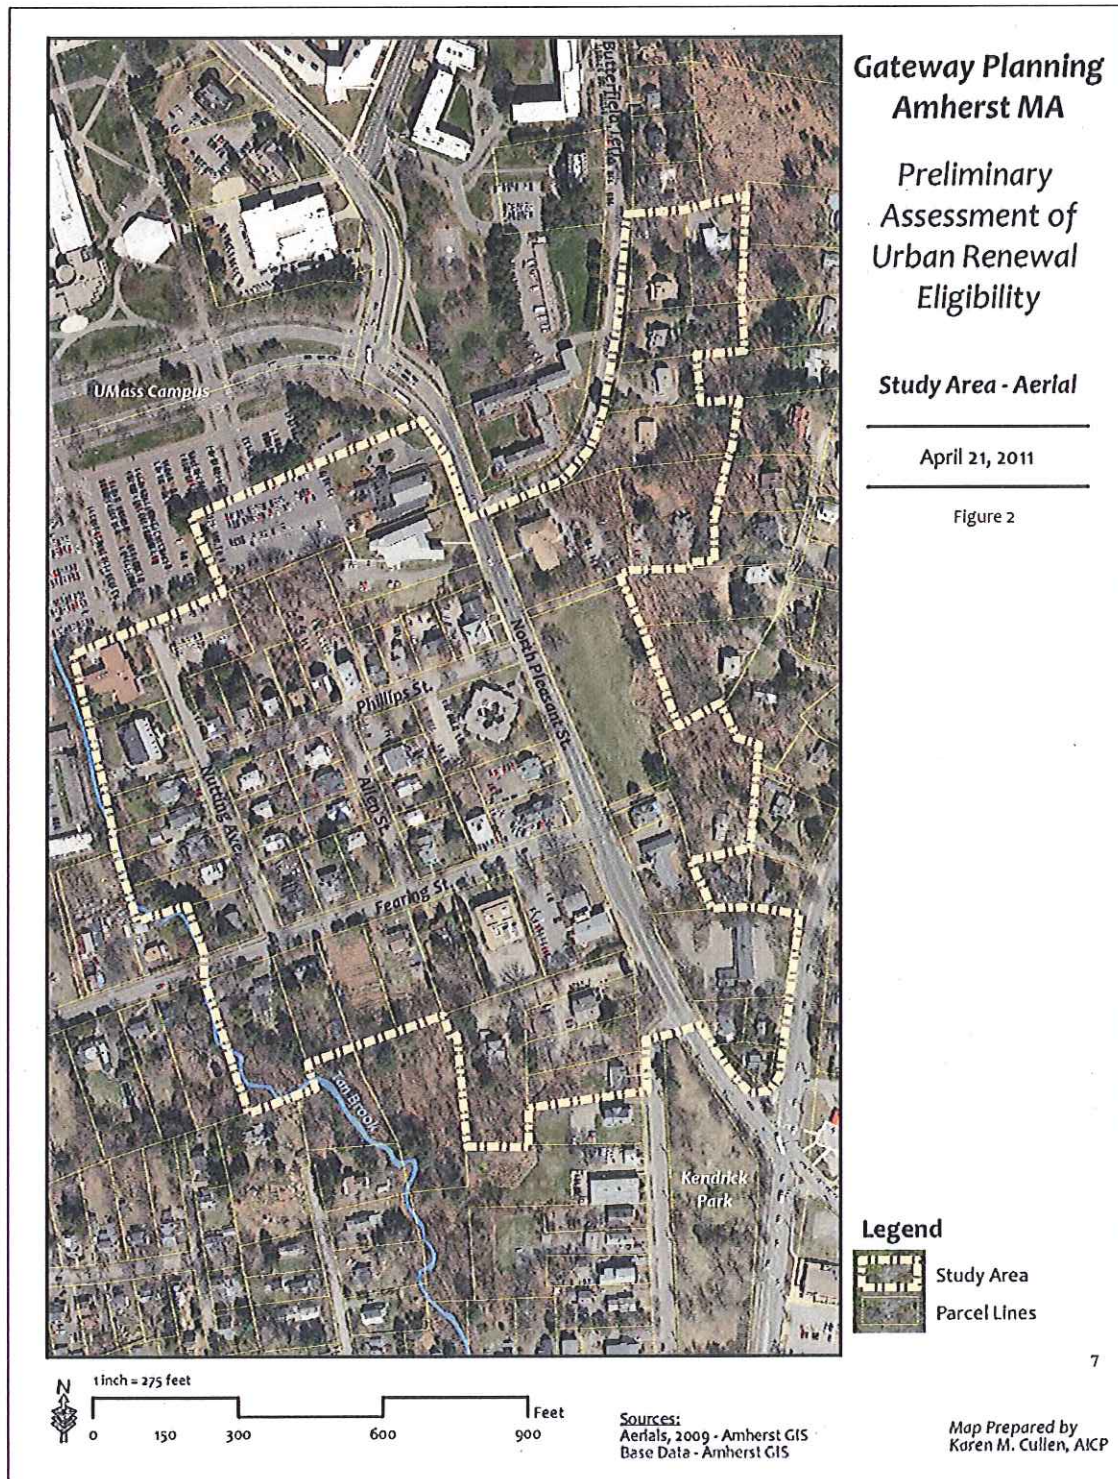 Gateway Planning
Amherst MA
Preliminary
Assessment of
Urban Renewal
Eligibility
Study Area - Aerial
April 21, 2011
Figure 2
UMass Campus
North Pleasant St.
Phillips St.
Allen St.
Nutting Ave.
Fearing St.
Tan Brook
Kendrick
Park
Legend
Study Area
Parcel Lines
7
N
1 inch = 275 feet
Feet
0 150 300 600 900
Sources:
Aerials, 2009 - Amherst GIS
Base Data - Amherst GIS
Map Prepared by
Karen M. Cullen, AICP